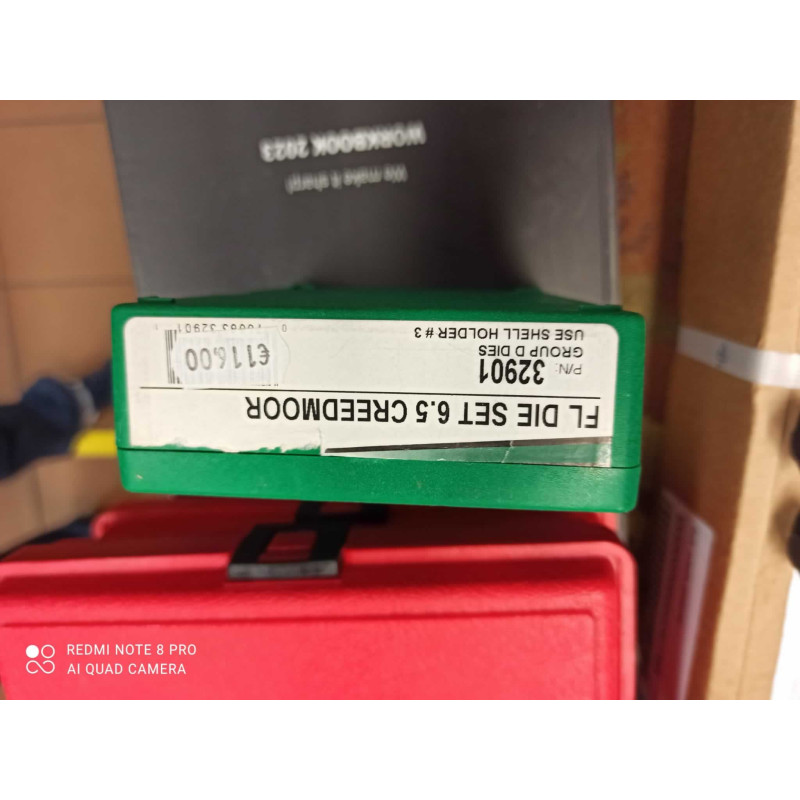 FL DIE SET 6.5 CREEDMOOR
P/N: 32901
GROUP D DIES
USE SHELL HOLDER # 3
€116,00
We make it sharp!
WORKBOOK 2023
REDMI NOTE 8 PRO
AI QUAD CAMERA